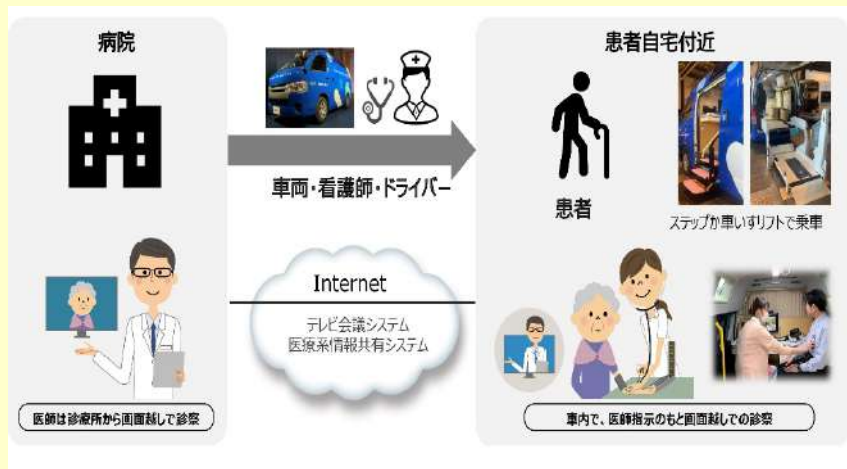 病院
車両・看護師・ドライバー
患者自宅付近
患者
ステップか車いすリフトで乗車
Internet
テレビ会議システム
医療系情報共有システム
医師は診療所から画面越しで診察
車内で、医師指示のもと画面越しでの診察